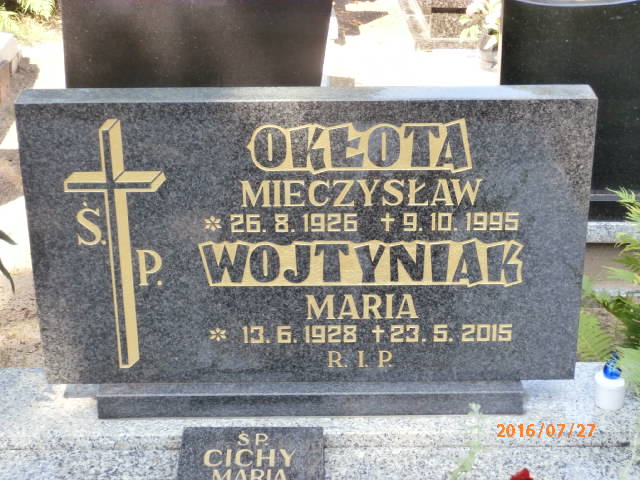 Ś. P.
OKŁOTA
MIECZYSŁAW
* 26. 8. 1926 † 9. 10. 1995
WOJTYNIAK
MARIA
* 13. 6. 1928 † 23. 5. 2015
R. I. P.
Ś.P.
CICHY
MARIA
2016/07/27